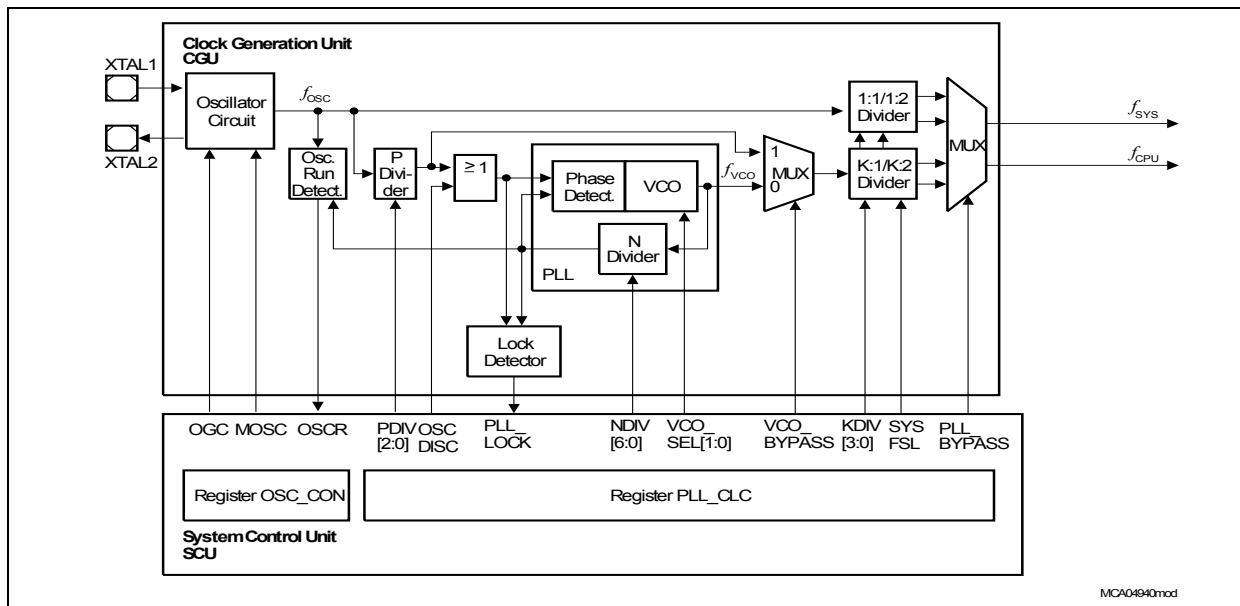 Clock Generation Unit
CGU
XTAL1
XTAL2
Oscillator
Circuit
fOSC
Osc.
Run
Detect.
P
Divi-
der
≥ 1
Phase
Detect.
VCO
N
Divider
PLL
fVCO
1
MUX
0
1:1/1:2
Divider
K:1/K:2
Divider
MUX
fSYS
fCPU
Lock
Detector
OGC
MOSC
OSCR
PDIV
[2:0]
OSC
DISC
PLL_
LOCK
NDIV
[6:0]
VCO_
SEL[1:0]
VCO_
BYPASS
KDIV
[3:0]
SYS
FSL
PLL_
BYPASS
Register OSC_CON
Register PLL_CLC
System Control Unit
SCU
MCA04940mod